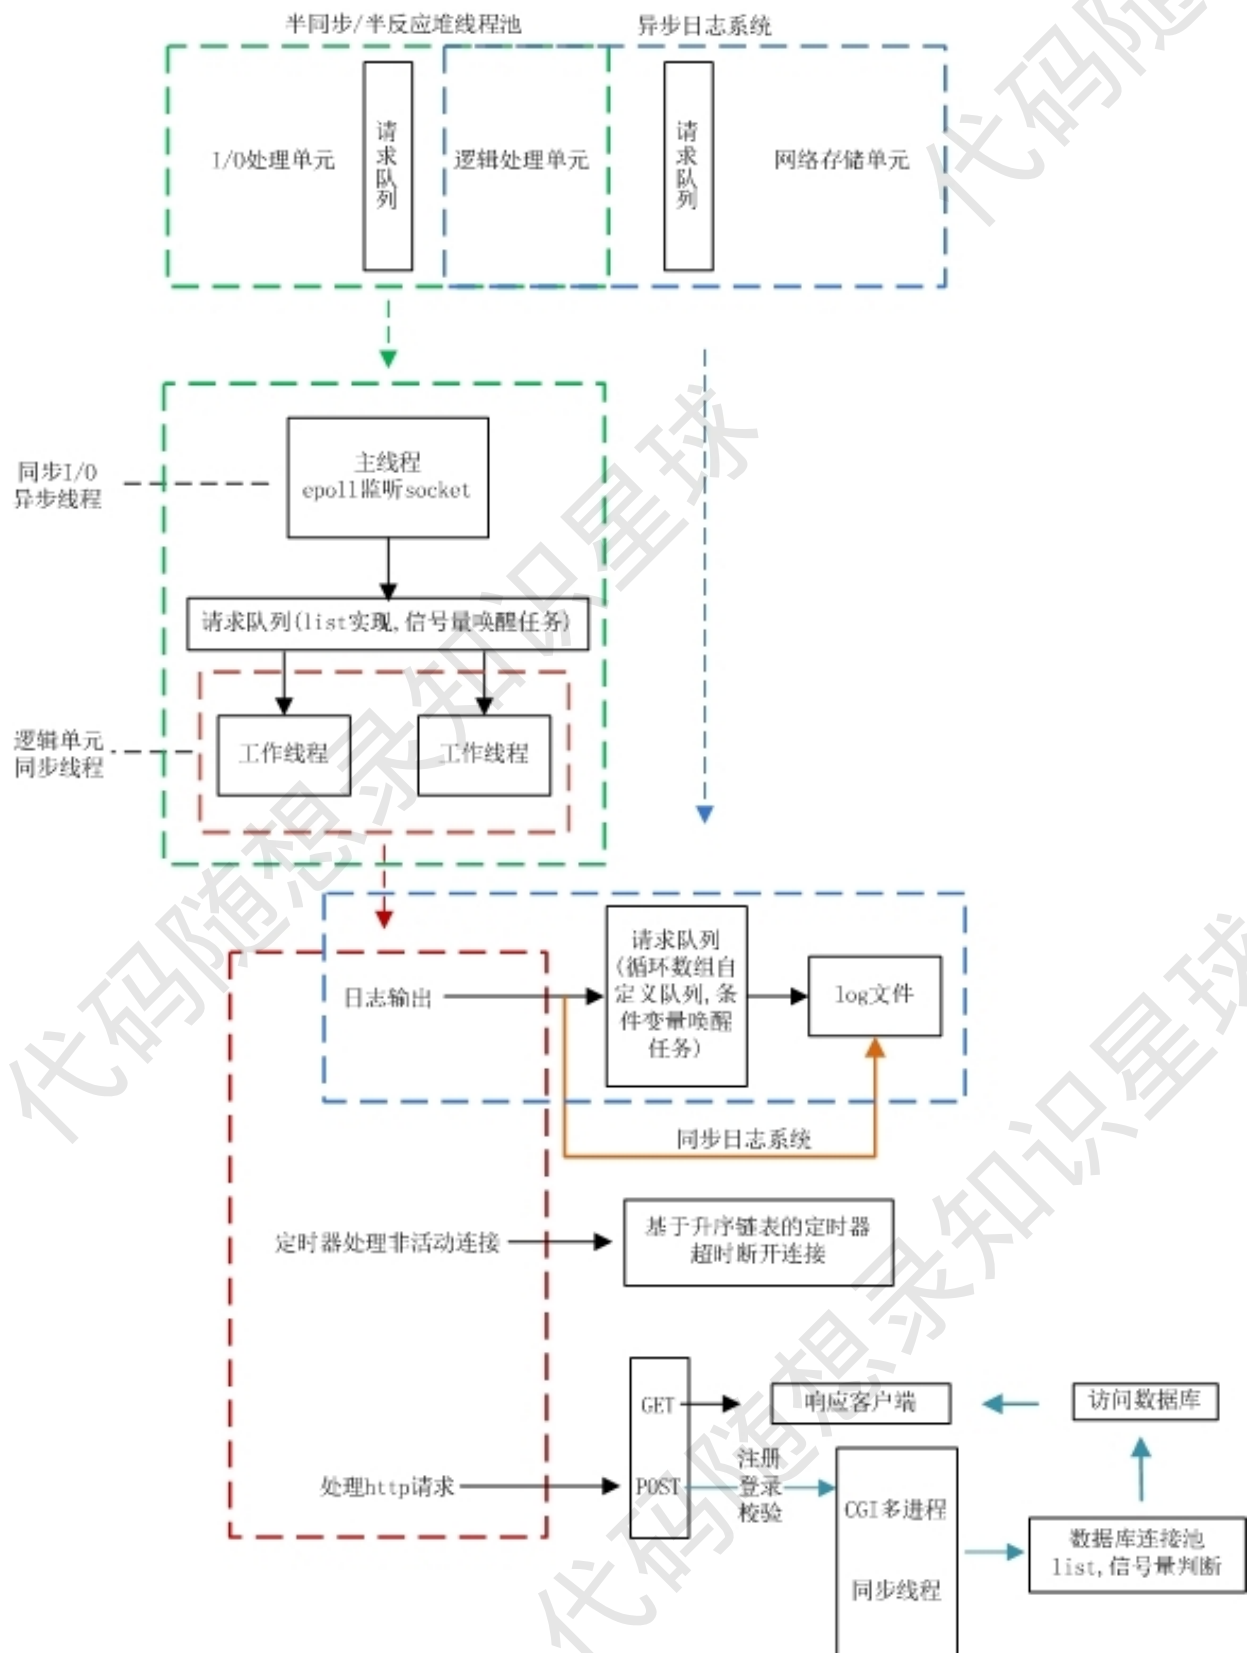 半同步/半反应堆线程池
异步日志系统
I/O处理单元
请
求
队
列
逻辑处理单元
请
求
队
列
网络存储单元
主线程
epoll监听socket
同步I/O
异步线程
请求队列(list实现,信号量唤醒任务)
工作线程
工作线程
逻辑单元
同步线程
日志输出
请求队列
(循环数组自
定义队列,条
件变量唤醒
任务)
log文件
同步日志系统
定时器处理非活动连接
基于升序链表的定时器
超时断开连接
处理http请求
GET
POST
响应客户端
访问数据库
注册
登录
校验
CGI多进程
同步线程
数据库连接池
list,信号量判断
代码随
代码随想录知识星球
代码随想录知识星球